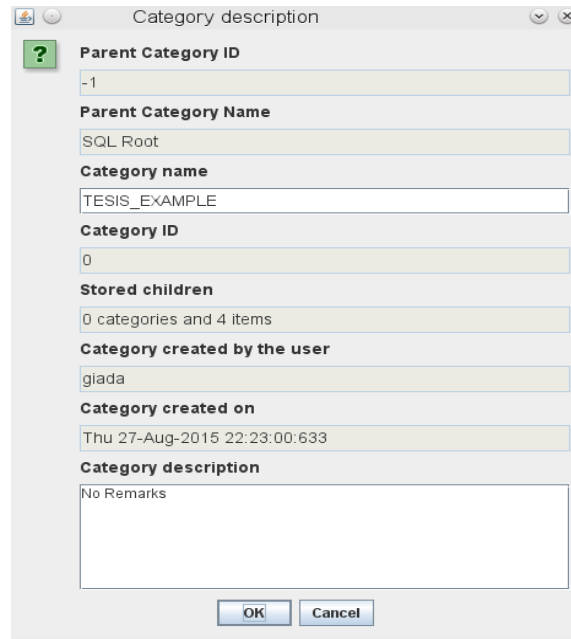 Category description
Parent Category ID
-1
Parent Category Name
SQL Root
Category name
TESIS_EXAMPLE
Category ID
0
Stored children
0 categories and 4 items
Category created by the user
giada
Category created on
Thu 27-Aug-2015 22:23:00:633
Category description
No Remarks
OK Cancel